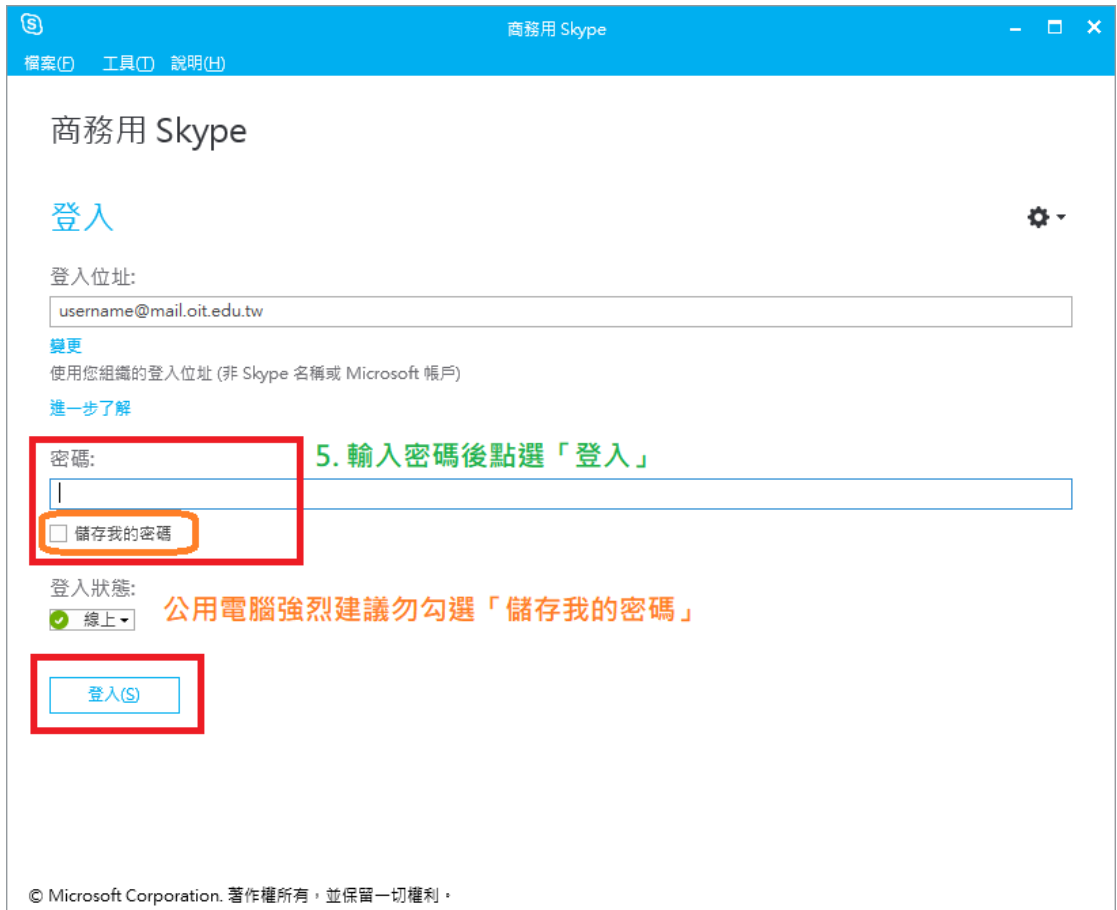 商務用 Skype
檔案(F) 工具(T) 說明(H)
商務用 Skype
登入
登入位址:
username@mail.oit.edu.tw
變更
使用您組織的登入位址 (非 Skype 名稱或 Microsoft 帳戶)
進一步了解
密碼:
5. 輸入密碼後點選「登入」
儲存我的密碼
登入狀態:
公用電腦強烈建議勿勾選「儲存我的密碼」
線上
登入(S)
© Microsoft Corporation. 著作權所有，並保留一切權利。